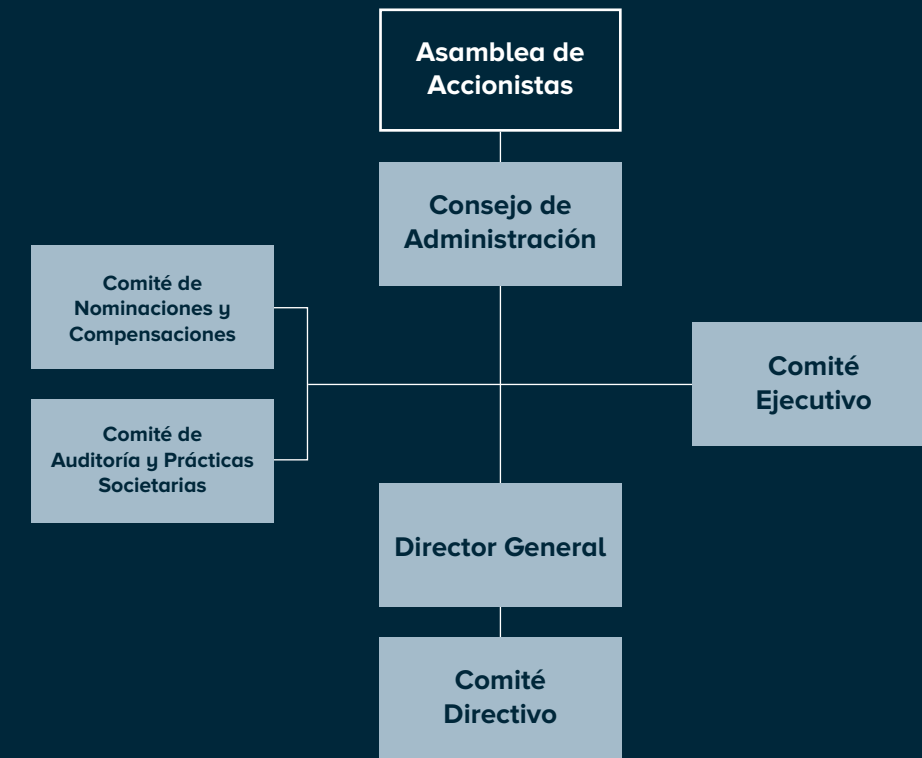 Asamblea de
Accionistas
Consejo de
Administración
Comité de
Nominaciones y
Compensaciones
Comité
Ejecutivo
Comité de
Auditoría y Prácticas
Societarias
Director General
Comité
Directivo